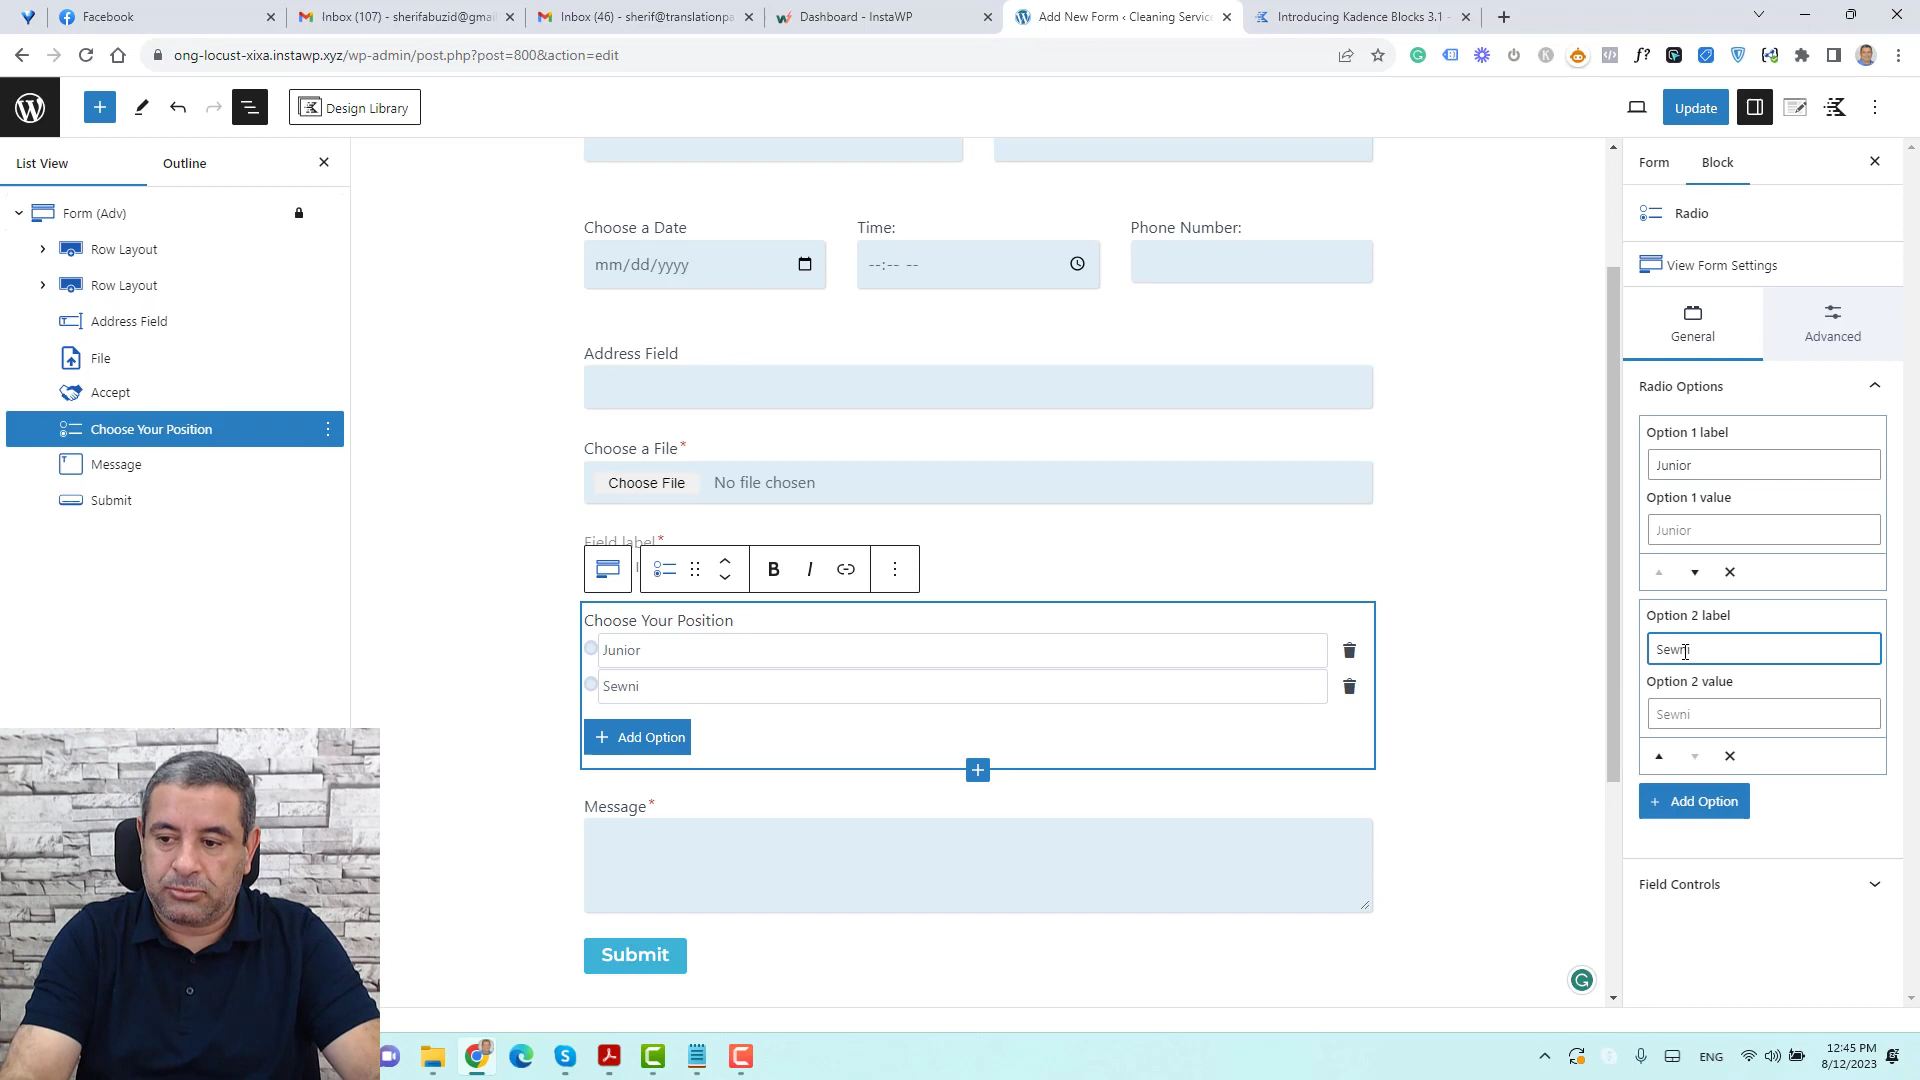 Facebook
Inbox (107) - sherifabuzid@gmai
Inbox (46) - sherif@translationpa
Dashboard - InstaWP
Add New Form ‹ Cleaning Service
Introducing Kadence Blocks 3.1 -
ong-locust-xixa.instawp.xyz/wp-admin/post.php?post=800&action=edit
Design Library
Update
List View
Outline
Form (Adv)
Row Layout
Row Layout
Address Field
File
Accept
Choose Your Position
Message
Submit
Choose a Date
Time:
Phone Number:
mm/dd/yyyy
--:-- --
Address Field
Choose a File*
Choose File
No file chosen
Field label*
B I
Choose Your Position
Junior
Sewni
+ Add Option
Message*
Submit
Form
Block
Radio
View Form Settings
General
Advanced
Radio Options
Option 1 label
Junior
Option 1 value
Junior
Option 2 label
Sewni
Option 2 value
Sewni
+ Add Option
Field Controls
ENG
12:45 PM
8/12/2023